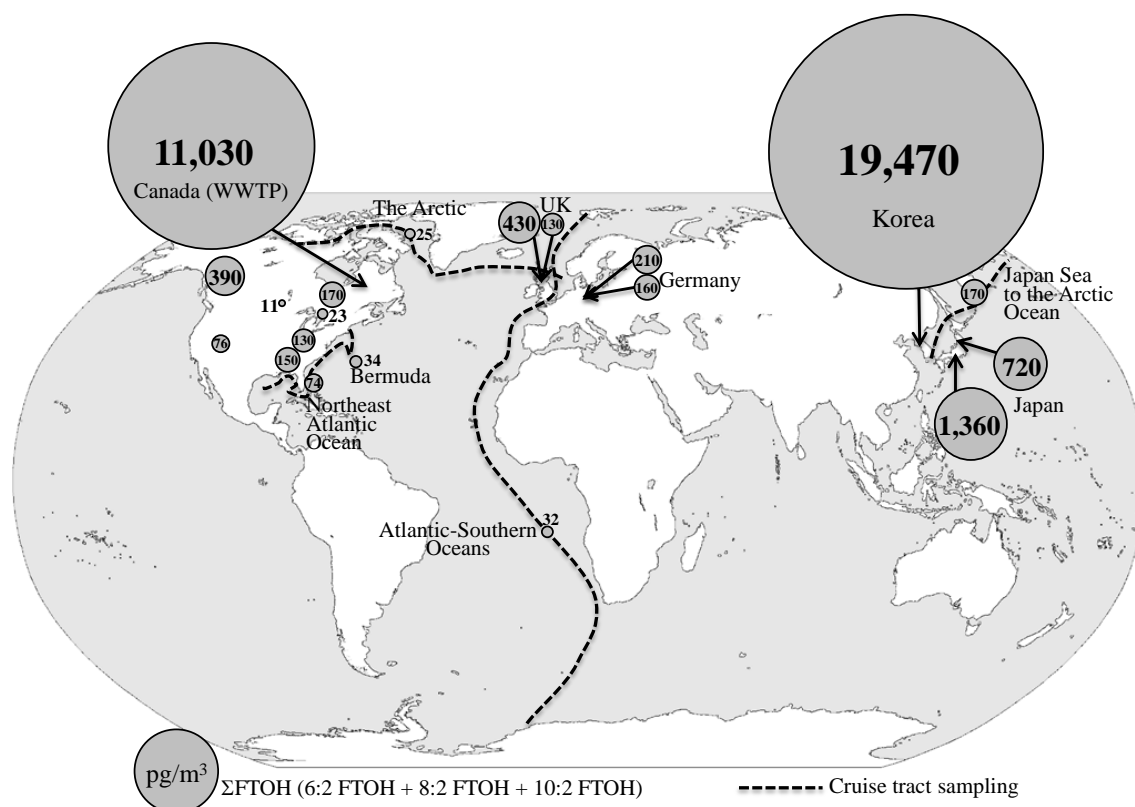 11,030
Canada (WWTP)
19,470
Korea
The Arctic
25
430
UK
130
210
Germany
160
390
11
170
23
76
130
150
34
Bermuda
74
Northeast
Atlantic
Ocean
170
Japan Sea
to the Arctic
Ocean
720
Japan
1,360
32
Atlantic-Southern
Oceans
pg/m³
ΣFTOH (6:2 FTOH + 8:2 FTOH + 10:2 FTOH)
Cruise tract sampling